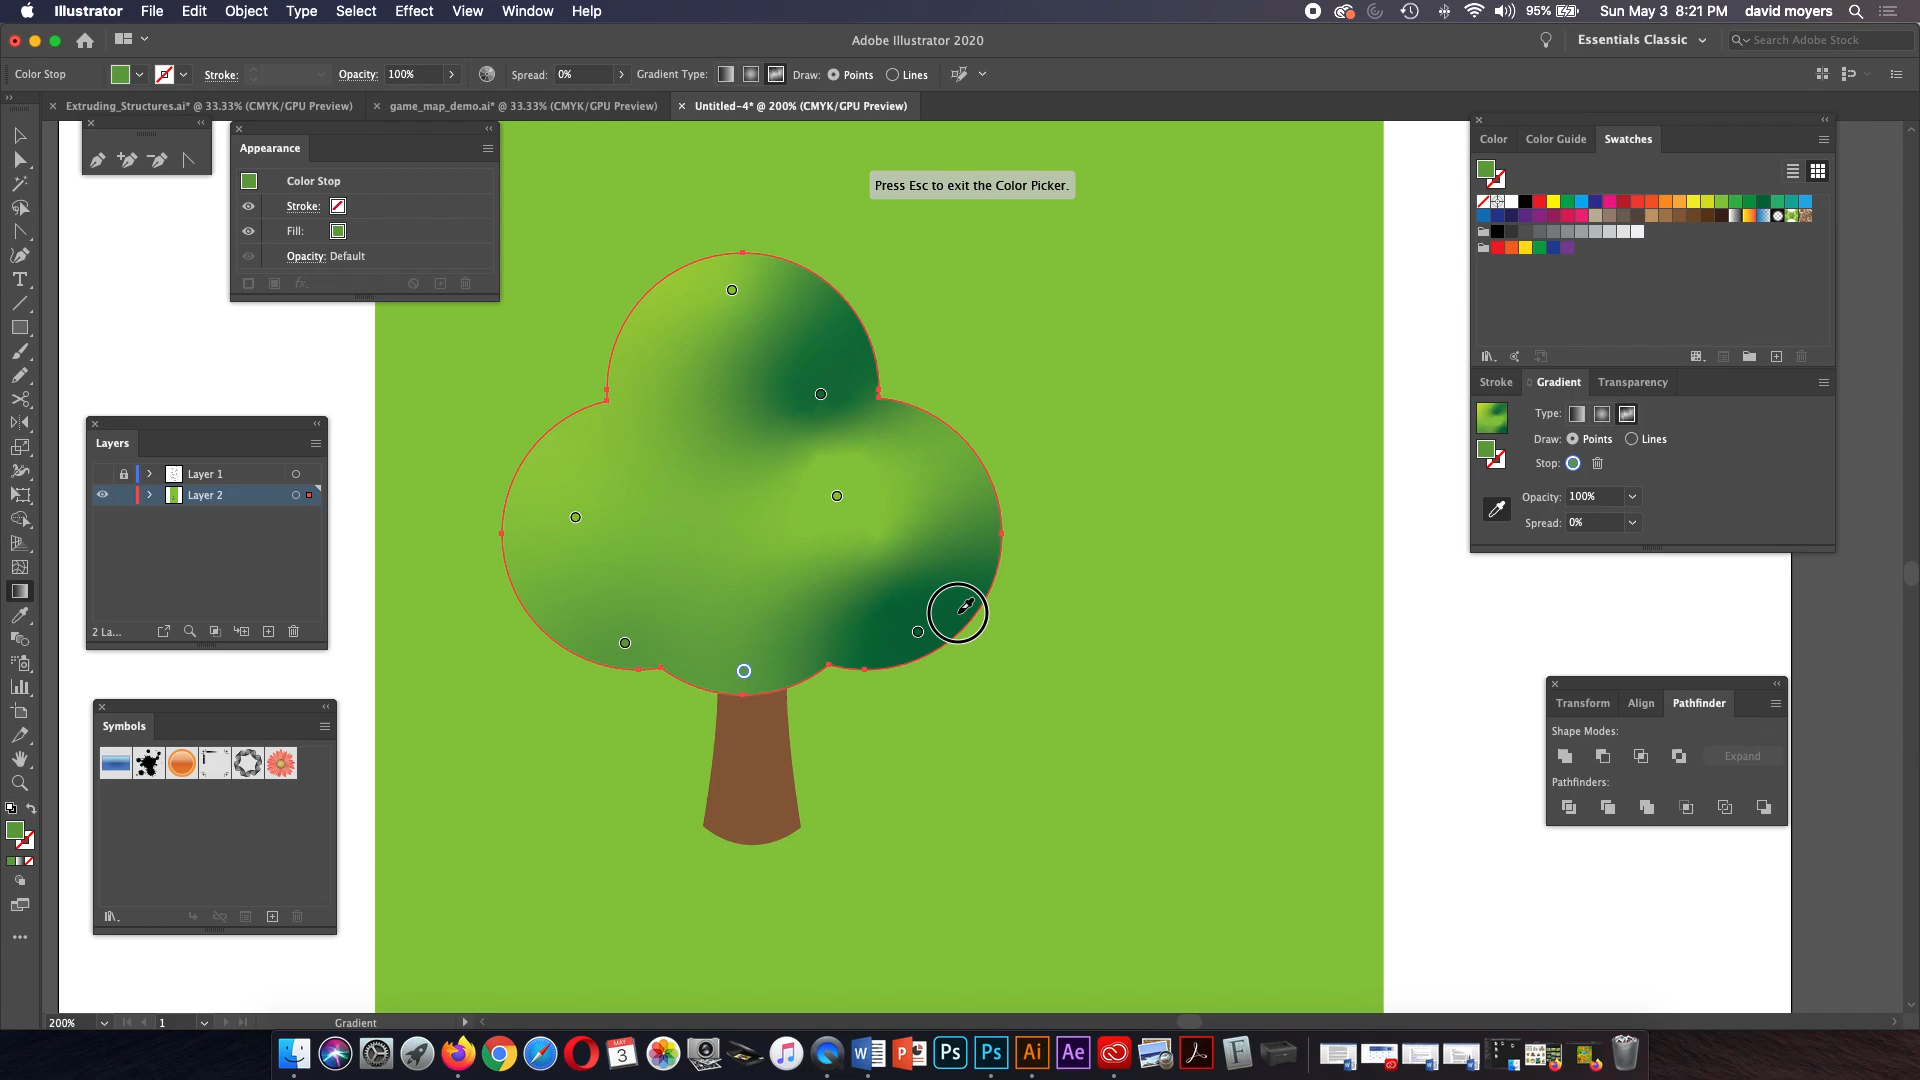 Illustrator File Edit Object Type Select Effect View Window Help
95% Sun May 3 8:21 PM david moyers
Adobe Illustrator 2020
Essentials Classic
Search Adobe Stock
Color Stop Stroke: Opacity: 100% Spread: 0% Gradient Type: Draw: Points Lines
Extruding_Structures.ai* @ 33.33% (CMYK/GPU Preview)
game_map_demo.ai* @ 33.33% (CMYK/GPU Preview)
Untitled-4* @ 200% (CMYK/GPU Preview)
Appearance
Color Stop
Stroke:
Fill:
Opacity: Default
fx
Press Esc to exit the Color Picker.
Color Color Guide Swatches
Stroke Gradient Transparency
Type:
Draw: Points Lines
Stop:
Opacity: 100%
Spread: 0%
Layers
Layer 1
Layer 2
2 La...
Symbols
Transform Align Pathfinder
Shape Modes:
Expand
Pathfinders:
200% 1 Gradient
MAY
3
W P Ps Ps Ai Ae